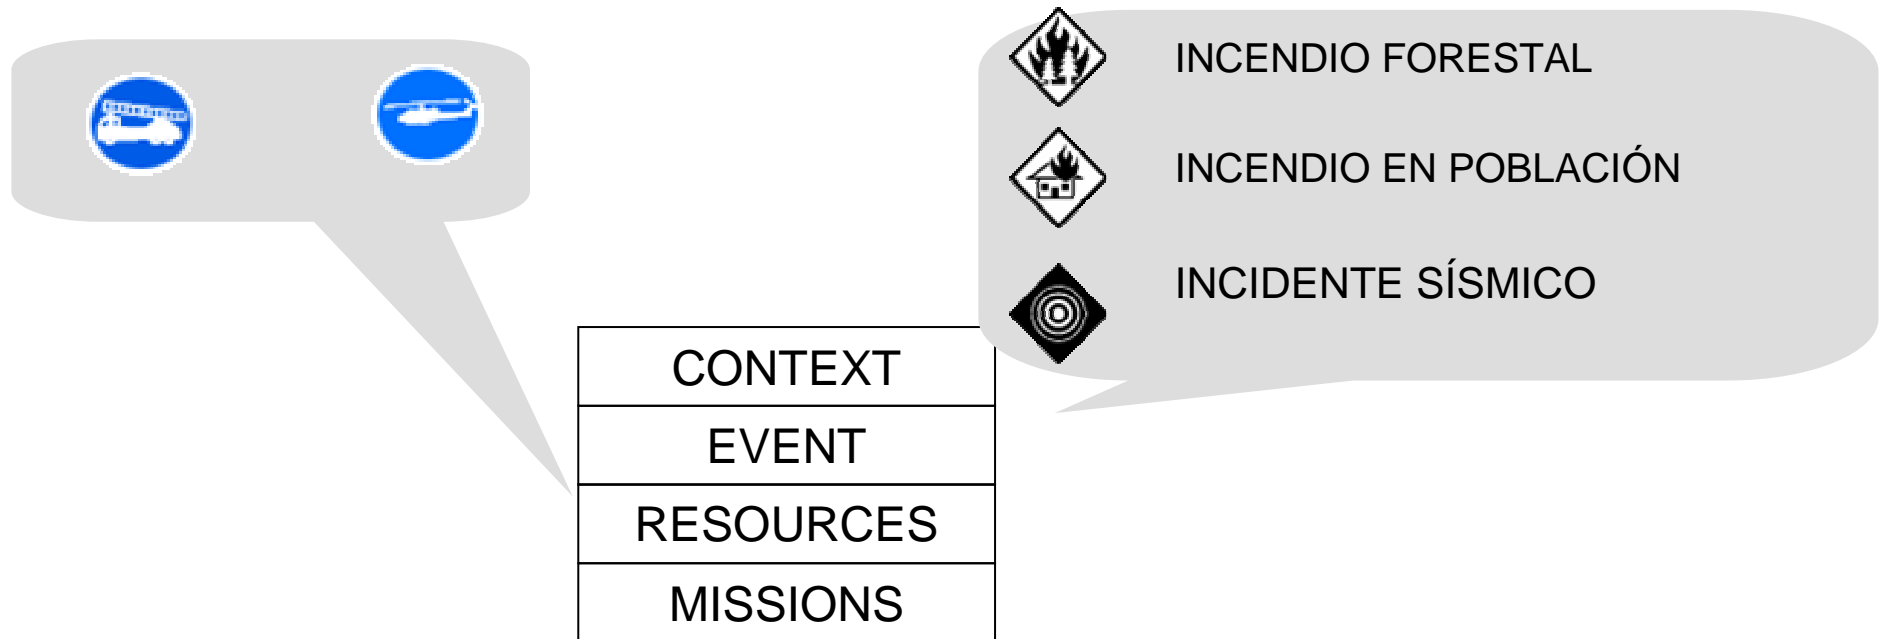 INCENDIO FORESTAL
INCENDIO EN POBLACIÓN
INCIDENTE SÍSMICO
CONTEXT
EVENT
RESOURCES
MISSIONS